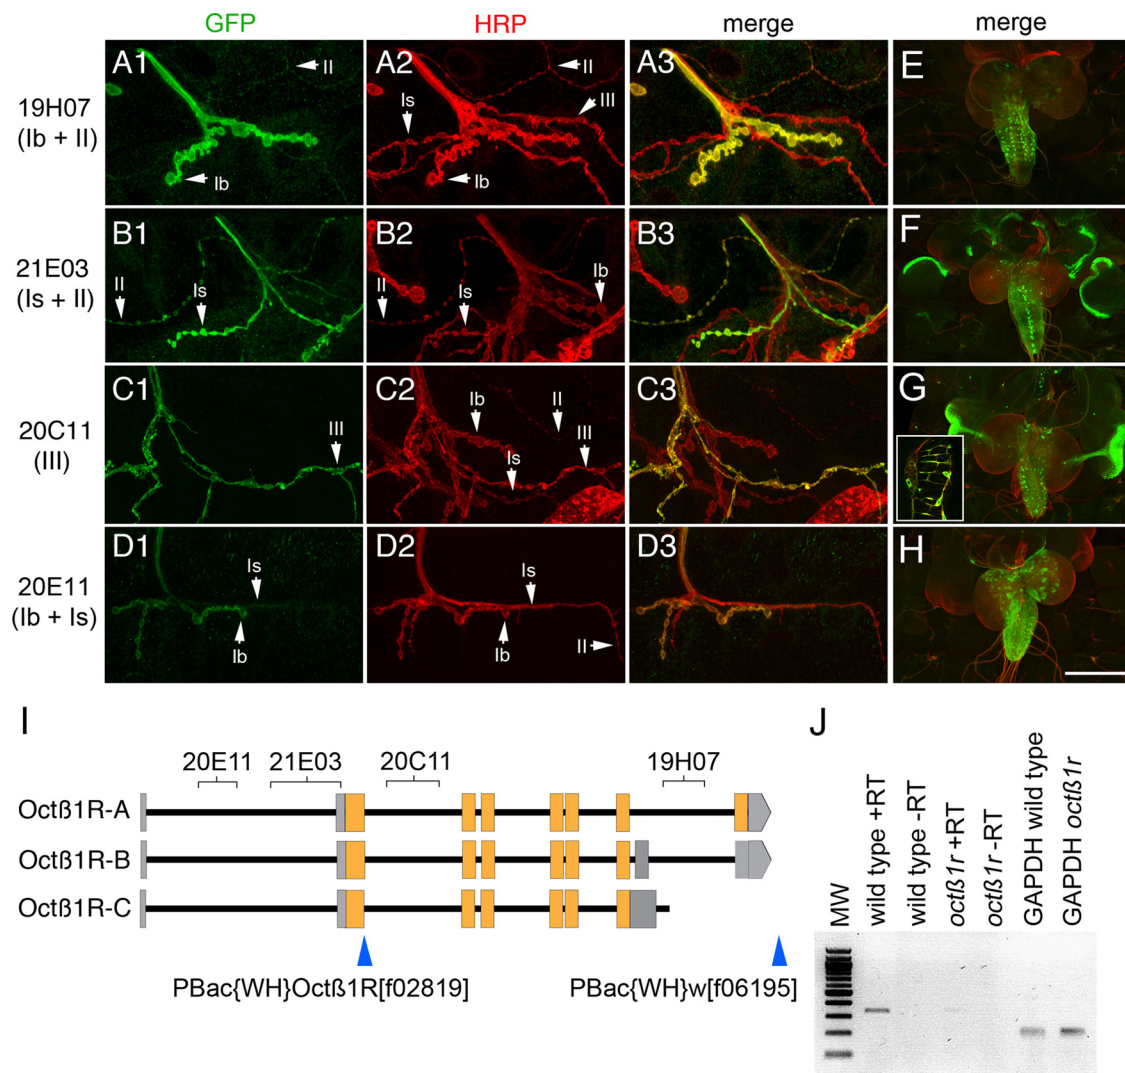 GFP HRP merge merge
19H07
(Ib + II)
A1 II
Ib
A2 II
Is III
Ib
A3
E
21E03
(Is + II)
B1
II Is
B2 Ib
II Is
B3
F
20C11
(III)
C1
III
C2 Ib II
III
Is
C3
G
20E11
(Ib + Is)
D1 Is
Ib
D2 Is
Ib II
D3
H
I
20E11 21E03 20C11 19H07
Octß1R-A
Octß1R-B
Octß1R-C
PBac{WH}Octß1R[f02819] PBac{WH}w[f06195]
J
MW
wild type +RT
wild type -RT
octß1r +RT
octß1r -RT
GAPDH wild type
GAPDH octß1r